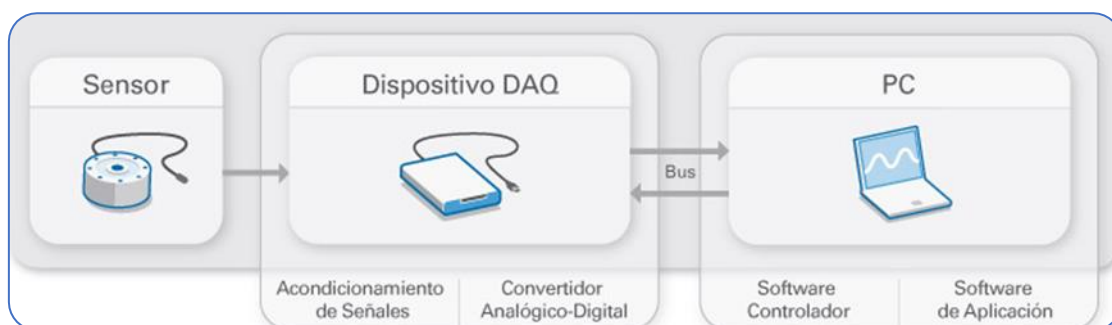 Sensor
Dispositivo DAQ
PC
Bus
Acondicionamiento
de Señales
Convertidor
Analógico-Digital
Software
Controlador
Software
de Aplicación